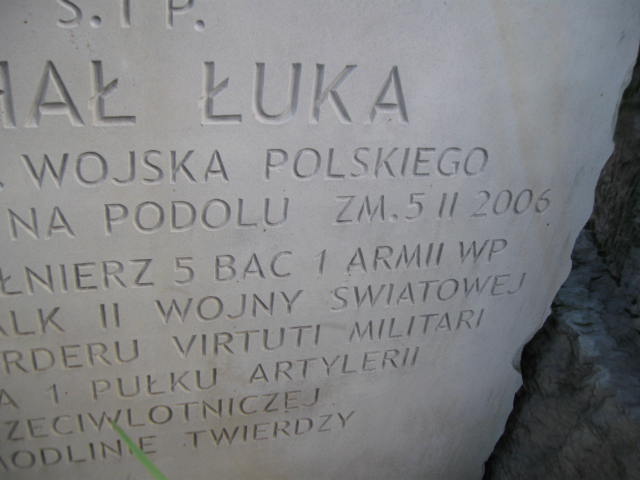 Ś. † P.
HAŁ ŁUKA
. WOJSKA POLSKIEGO
NA PODOLU ZM. 5 II 2006
ŁNIERZ 5 BAC 1 ARMII WP
ALK II WOJNY ŚWIATOWEJ
RDERU VIRTUTI MILITARI
A 1 PUŁKU ARTYLERII
ZECIWLOTNICZEJ
MODLINIE TWIERDZY